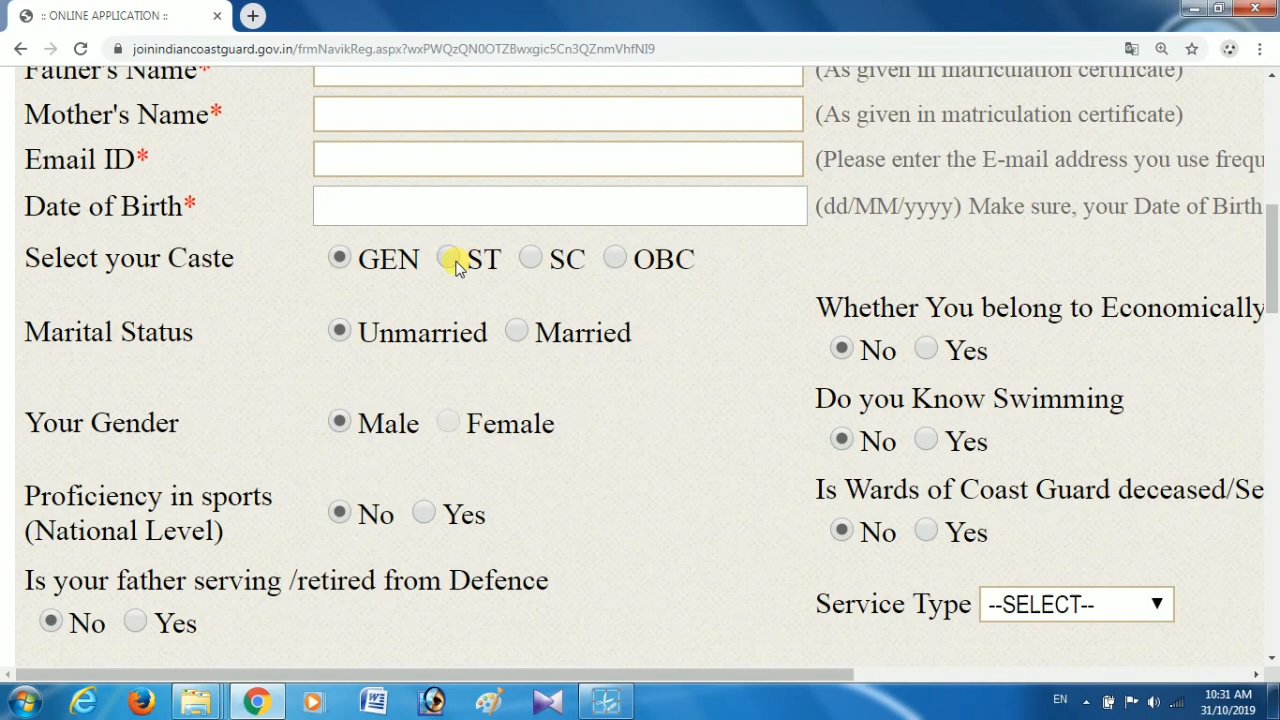 :: ONLINE APPLICATION ::
joinindiancoastguard.gov.in/frmNavikReg.aspx?wxPWQzQN0OTZBwxgic5Cn3QZnmVhfNI9
Father's Name* (As given in matriculation certificate)
Mother's Name* (As given in matriculation certificate)
Email ID* (Please enter the E-mail address you use frequ
Date of Birth* (dd/MM/yyyy) Make sure, your Date of Birth
Select your Caste GEN ST SC OBC
Whether You belong to Economically
Marital Status Unmarried Married
No Yes
Do you Know Swimming
Your Gender Male Female
No Yes
Is Wards of Coast Guard deceased/Se
Proficiency in sports
(National Level) No Yes
No Yes
Is your father serving /retired from Defence
Service Type --SELECT--
No Yes
EN
10:31 AM
31/10/2019